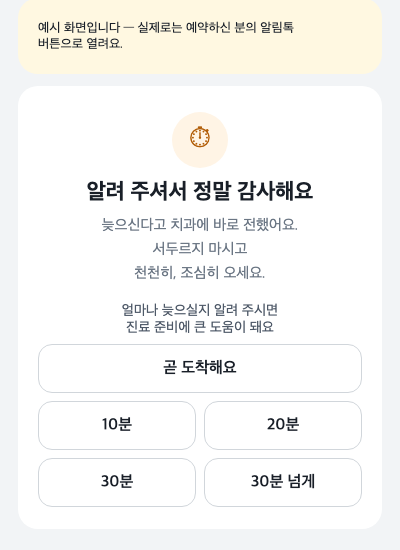 예시 화면입니다 — 실제로는 예약하신 분의 알림톡
버튼으로 열려요.
알려 주셔서 정말 감사해요
늦으신다고 치과에 바로 전했어요.
서두르지 마시고
천천히, 조심히 오세요.
얼마나 늦으실지 알려 주시면
진료 준비에 큰 도움이 돼요
곧 도착해요
10분
20분
30분
30분 넘게